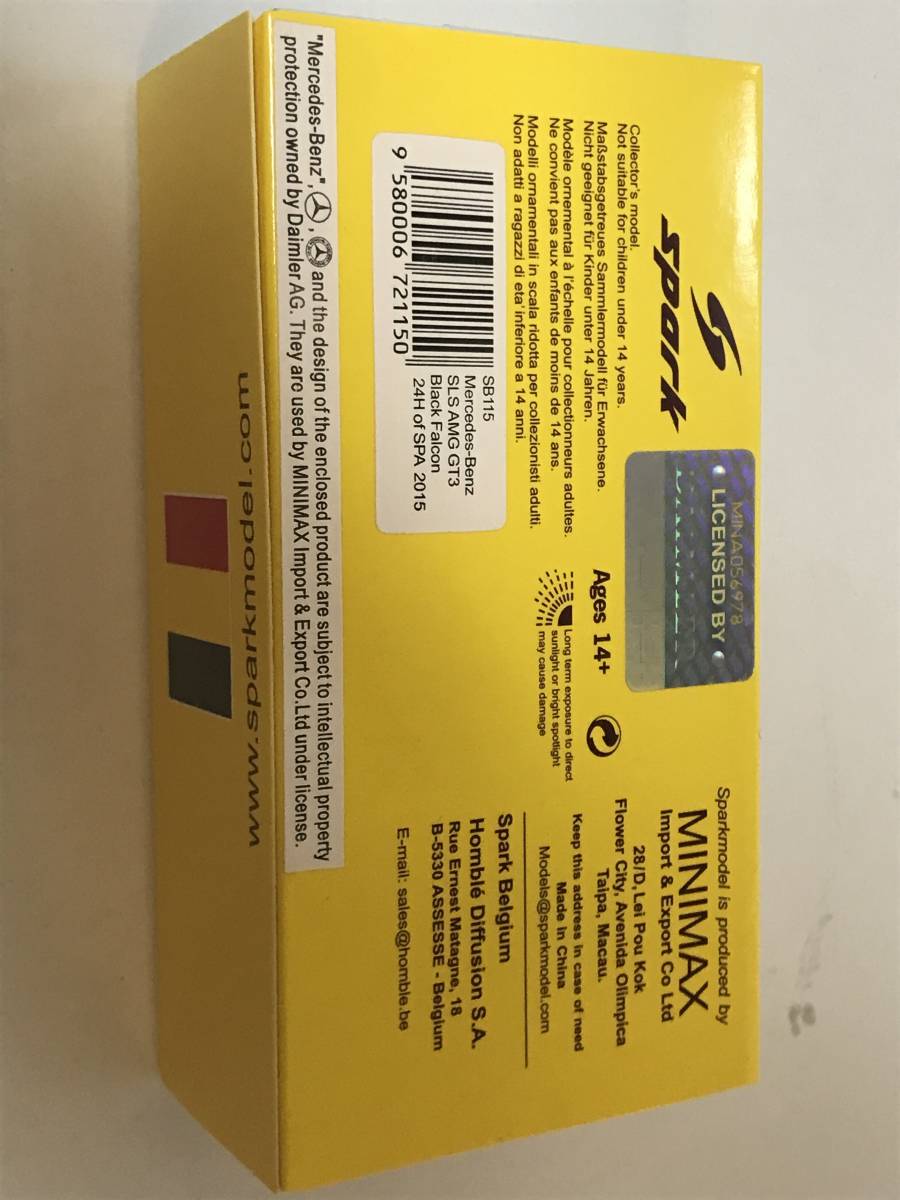 spark
MINA056978
LICENSED BY
Collector's model.
Not suitable for children under 14 years.
Maßstabsgetreues Sammlermodell für Erwachsene.
Nicht geeignet für Kinder unter 14 Jahren.
Modèle ornemental à l'échelle pour collectionneurs adultes.
Ne convient pas aux enfants de moins de 14 ans.
Modelli ornamentali in scala ridotta per collezionisti adulti.
Non adatti a ragazzi di eta' inferiore a 14 anni.
Ages 14+
Long term exposure to direct
sunlight or bright spotlight
may cause damage
SB115
Mercedes-Benz
SLS AMG GT3
Black Falcon
24H of SPA 2015
9 580006 721150
Sparkmodel is produced by
MINIMAX
Import & Export Co Ltd
28/D, Lei Pou Kok
Flower City, Avenida Olimpica
Taipa, Macau.
Keep this address in case of need
Made in China
Models@sparkmodel.com
Spark Belgium
Homblé Diffusion S.A.
Rue Ernest Matagne, 18
B-5330 ASSESSE - Belgium
E-mail: sales@homble.be
"Mercedes-Benz", , and the design of the enclosed product are subject to intellectual property
protection owned by Daimler AG. They are used by MINIMAX Import & Export Co.Ltd under license.
www.sparkmodel.com